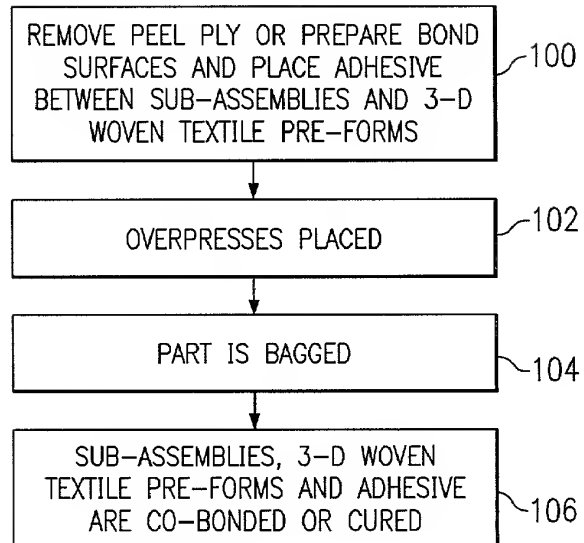 REMOVE PEEL PLY OR PREPARE BOND
SURFACES AND PLACE ADHESIVE
BETWEEN SUB-ASSEMBLIES AND 3-D
WOVEN TEXTILE PRE-FORMS
100
OVERPRESSES PLACED
102
PART IS BAGGED
104
SUB-ASSEMBLIES, 3-D WOVEN
TEXTILE PRE-FORMS AND ADHESIVE
ARE CO-BONDED OR CURED
106